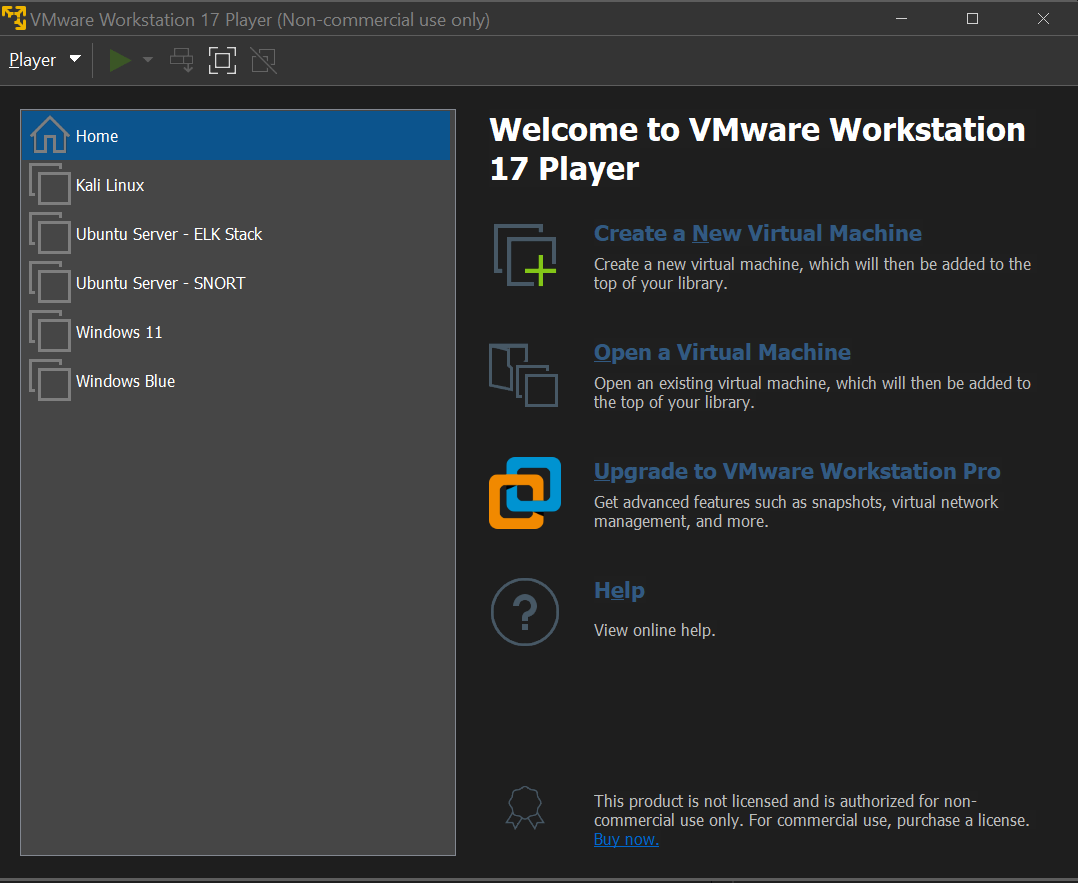 VMware Workstation 17 Player (Non-commercial use only)
Player
Home
Kali Linux
Ubuntu Server - ELK Stack
Ubuntu Server - SNORT
Windows 11
Windows Blue
Welcome to VMware Workstation
17 Player
Create a New Virtual Machine
Create a new virtual machine, which will then be added to the
top of your library.
Open a Virtual Machine
Open an existing virtual machine, which will then be added to
the top of your library.
Upgrade to VMware Workstation Pro
Get advanced features such as snapshots, virtual network
management, and more.
Help
View online help.
This product is not licensed and is authorized for non-
commercial use only. For commercial use, purchase a license.
Buy now.